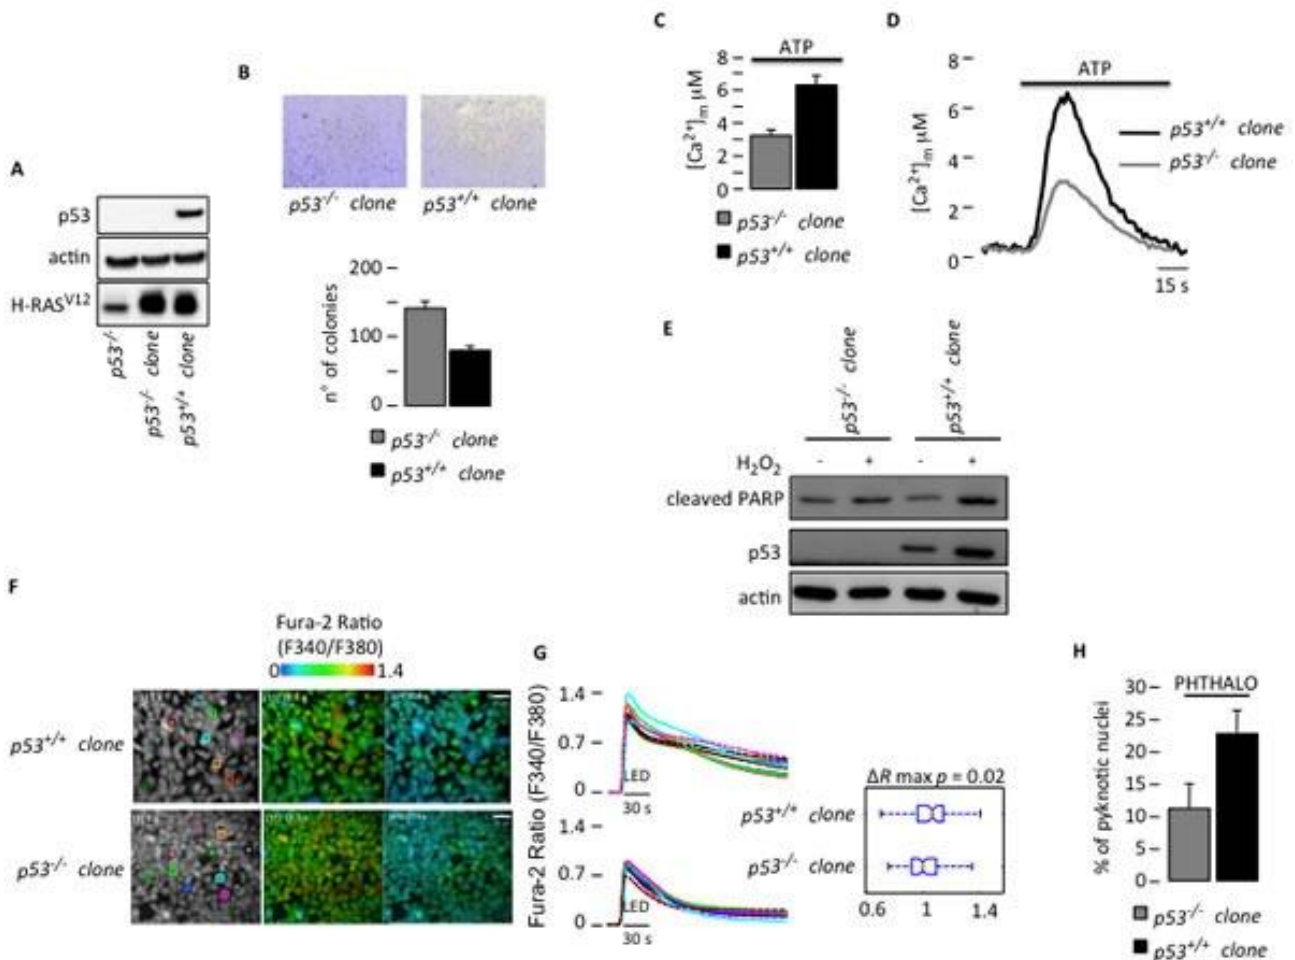 A
p53
actin
H-RASV12
p53-/-
p53-/- clone
p53+/+ clone
B
p53-/- clone
p53+/+ clone
n° of colonies
200
100
0
p53-/- clone
p53+/+ clone
C
ATP
[Ca2+]m μM
8
6
4
2
0
p53-/- clone
p53+/+ clone
D
ATP
[Ca2+]m μM
8
6
4
2
0
p53+/+ clone
p53-/- clone
15 s
E
p53-/- clone
p53+/+ clone
H2O2 - + - +
cleaved PARP
p53
actin
F
Fura-2 Ratio
(F340/F380)
0 1.4
p53+/+ clone
p53-/- clone
G
Fura-2 Ratio (F340/F380)
1.4
0.7
0
LED
30 s
1.4
0.7
0
LED
30 s
ΔR max p = 0.02
p53+/+ clone
p53-/- clone
0.6 1 1.4
H
PHTHALO
% of pyknotic nuclei
30
25
20
15
10
5
0
p53-/- clone
p53+/+ clone